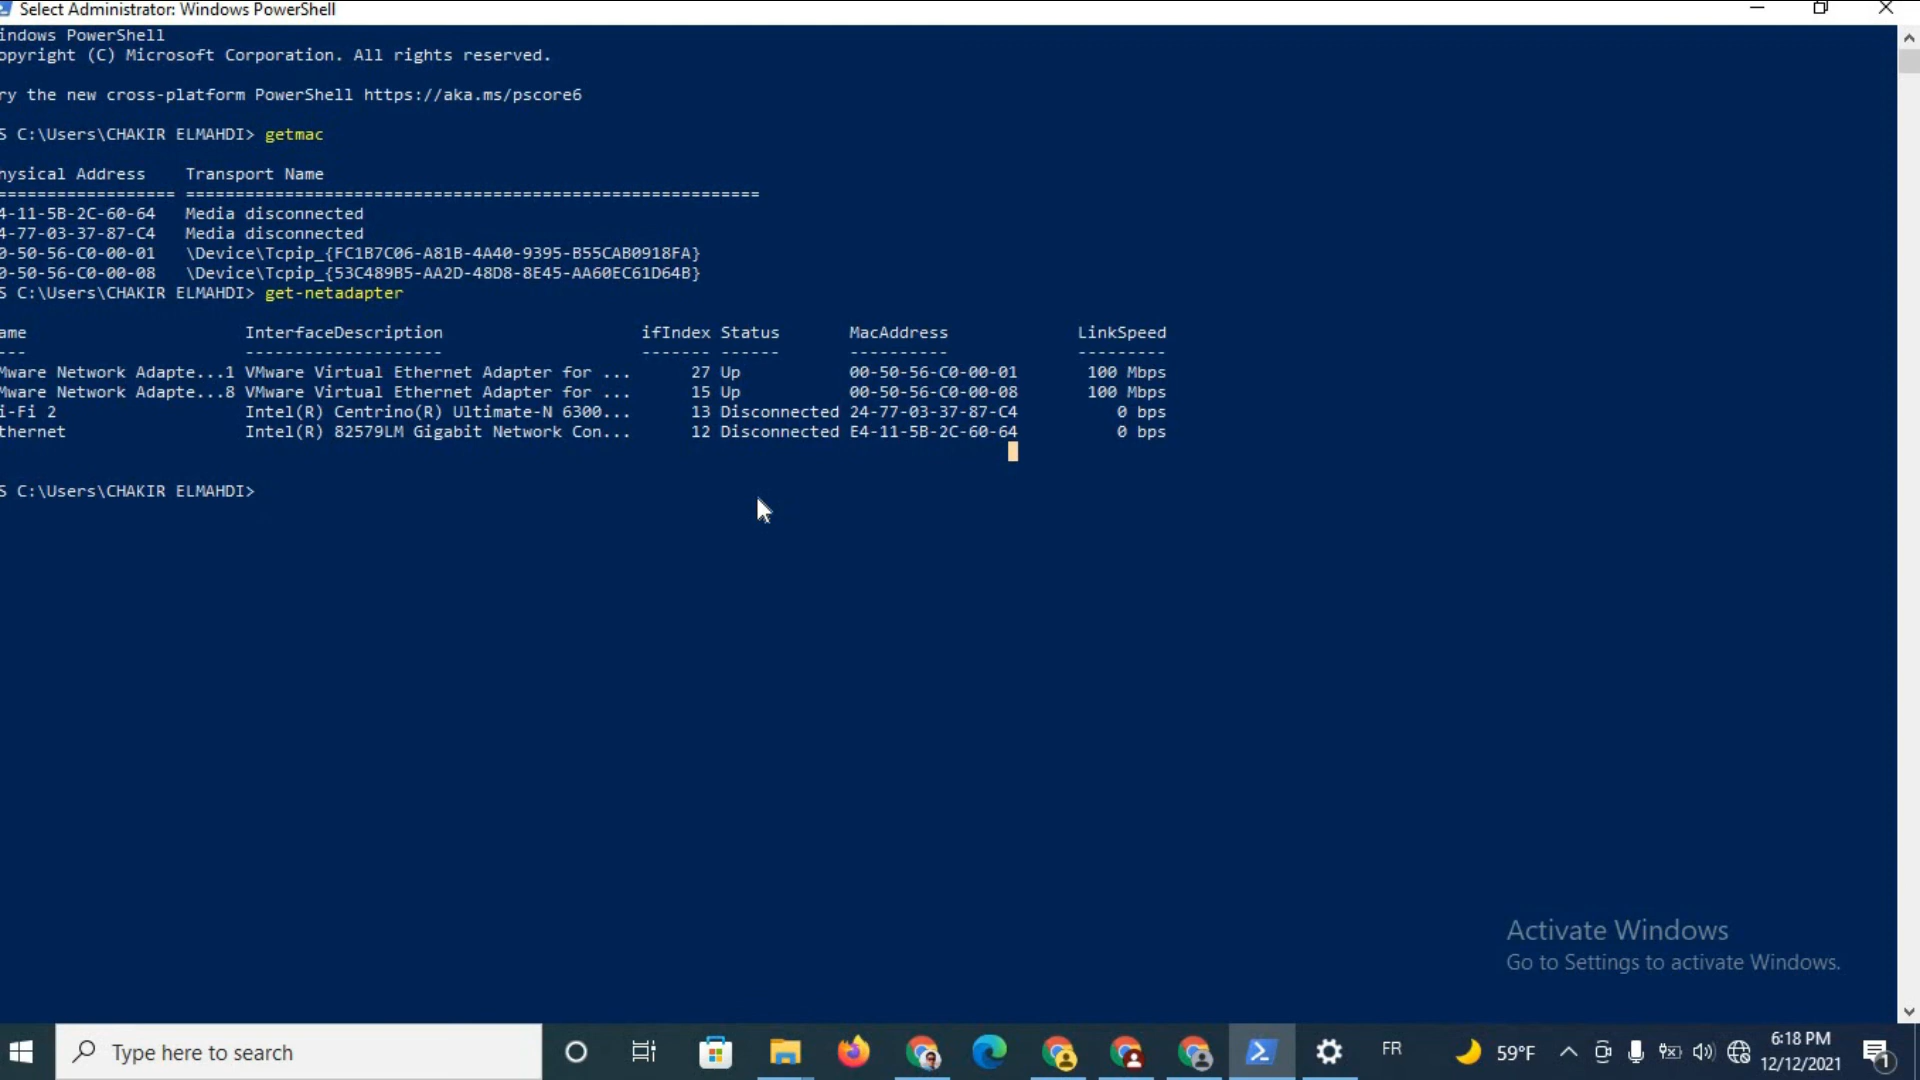 Select Administrator: Windows PowerShell
indows PowerShell
opyright (C) Microsoft Corporation. All rights reserved.
ry the new cross-platform PowerShell https://aka.ms/pscore6
S C:\Users\CHAKIR ELMAHDI> getmac
hysical Address    Transport Name
================== ==========================================================
4-11-5B-2C-60-64   Media disconnected
4-77-03-37-87-C4   Media disconnected
0-50-56-C0-00-01   \Device\Tcpip_{FC1B7C06-A81B-4A40-9395-B55CAB0918FA}
0-50-56-C0-00-08   \Device\Tcpip_{53C489B5-AA2D-48D8-8E45-AA60EC61D64B}
S C:\Users\CHAKIR ELMAHDI> get-netadapter
ame                      InterfaceDescription                    ifIndex Status       MacAddress             LinkSpeed
---                      --------------------                    ------- ------       ----------             ---------
Mware Network Adapte...1 VMware Virtual Ethernet Adapter for ...      27 Up           00-50-56-C0-00-01       100 Mbps
Mware Network Adapte...8 VMware Virtual Ethernet Adapter for ...      15 Up           00-50-56-C0-00-08       100 Mbps
i-Fi 2                   Intel(R) Centrino(R) Ultimate-N 6300...      13 Disconnected 24-77-03-37-87-C4          0 bps
thernet                  Intel(R) 82579LM Gigabit Network Con...      12 Disconnected E4-11-5B-2C-60-64          0 bps
S C:\Users\CHAKIR ELMAHDI>
Activate Windows
Go to Settings to activate Windows.
Type here to search
FR
59°F
6:18 PM
12/12/2021
1